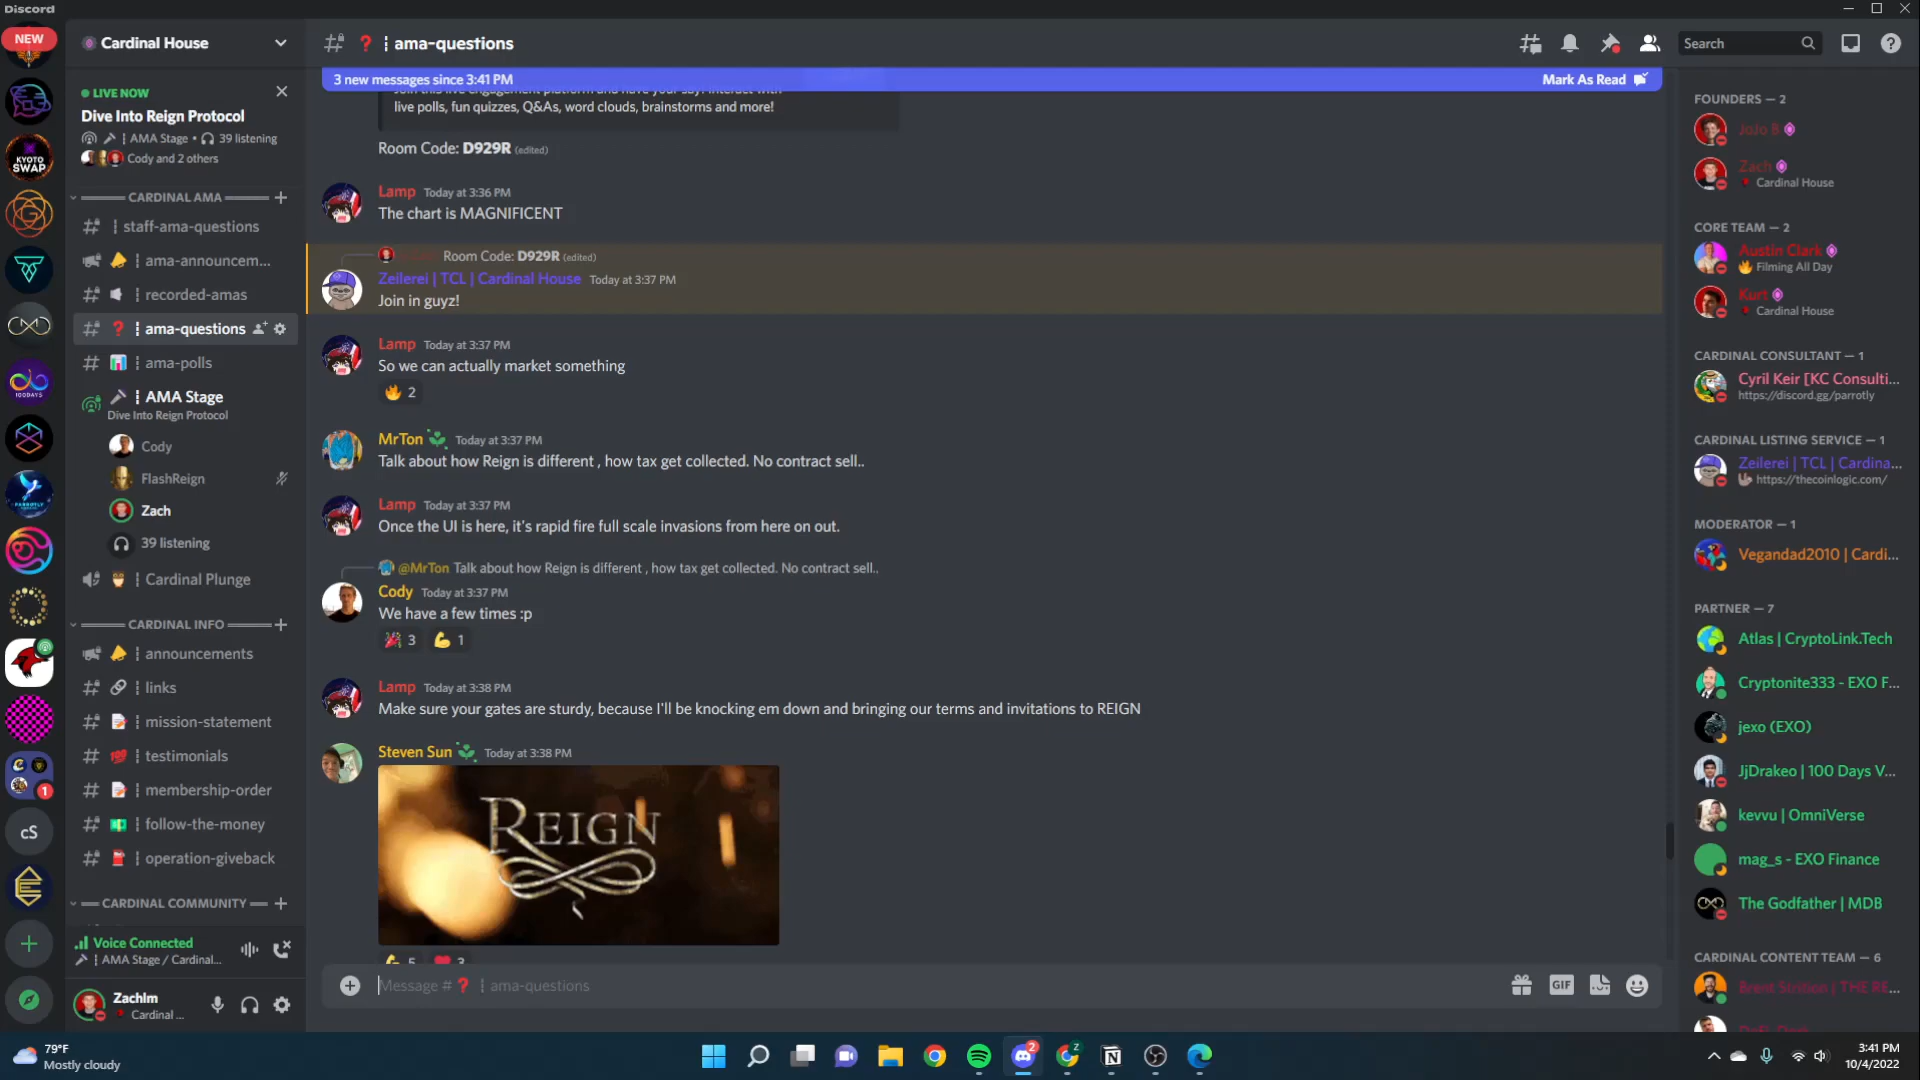 Discord
NEW
Cardinal House
ama-questions
Search
LIVE NOW
Dive Into Reign Protocol
AMA Stage • 39 listening
Cody and 2 others
CARDINAL AMA
staff-ama-questions
ama-announcem...
recorded-amas
ama-questions
ama-polls
AMA Stage
Dive Into Reign Protocol
Cody
FlashReign
Zach
39 listening
Cardinal Plunge
CARDINAL INFO
announcements
links
mission-statement
testimonials
membership-order
follow-the-money
operation-giveback
CARDINAL COMMUNITY
Voice Connected
AMA Stage / Cardinal...
ZachIm
Cardinal ...
KYOTO
SWAP
100DAYS
cS
1
3 new messages since 3:41 PM
Mark As Read
live polls, fun quizzes, Q&As, word clouds, brainstorms and more!
Room Code: D929R (edited)
Lamp Today at 3:36 PM
The chart is MAGNIFICENT
Room Code: D929R (edited)
Zeilerei | TCL | Cardinal House Today at 3:37 PM
Join in guyz!
Lamp Today at 3:37 PM
So we can actually market something
2
MrTon Today at 3:37 PM
Talk about how Reign is different , how tax get collected. No contract sell..
Lamp Today at 3:37 PM
Once the UI is here, it's rapid fire full scale invasions from here on out.
@MrTon Talk about how Reign is different , how tax get collected. No contract sell..
Cody Today at 3:37 PM
We have a few times :p
3 1
Lamp Today at 3:38 PM
Make sure your gates are sturdy, because I'll be knocking em down and bringing our terms and invitations to REIGN
Steven Sun Today at 3:38 PM
REIGN
5 3
Message # ama-questions
GIF
FOUNDERS — 2
JoJo B
Zach
Cardinal House
CORE TEAM — 2
Austin Clark
Filming All Day
Kurt
Cardinal House
CARDINAL CONSULTANT — 1
Cyril Keir [KC Consulti...
https://discord.gg/parrotly
CARDINAL LISTING SERVICE — 1
Zeilerei | TCL | Cardina...
https://thecoinlogic.com/
MODERATOR — 1
Vegandad2010 | Cardi...
PARTNER — 7
Atlas | CryptoLink.Tech
Cryptonite333 - EXO F...
jexo (EXO)
JjDrakeo | 100 Days V...
kevvu | OmniVerse
mag_s - EXO Finance
The Godfather | MDB
CARDINAL CONTENT TEAM — 6
Brent Strition | THE RE...
79°F
Mostly cloudy
2
Z
3:41 PM
10/4/2022